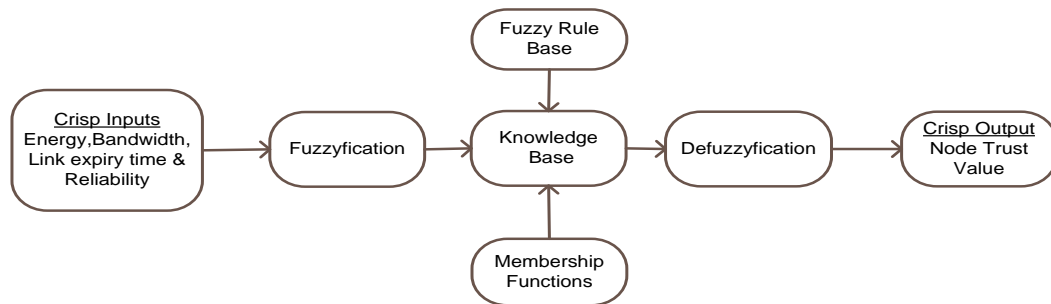 Fuzzy Rule
Base
Crisp Inputs
Energy,Bandwidth,
Link expiry time &
Reliability
Fuzzyfication
Knowledge
Base
Defuzzyfication
Crisp Output
Node Trust
Value
Membership
Functions